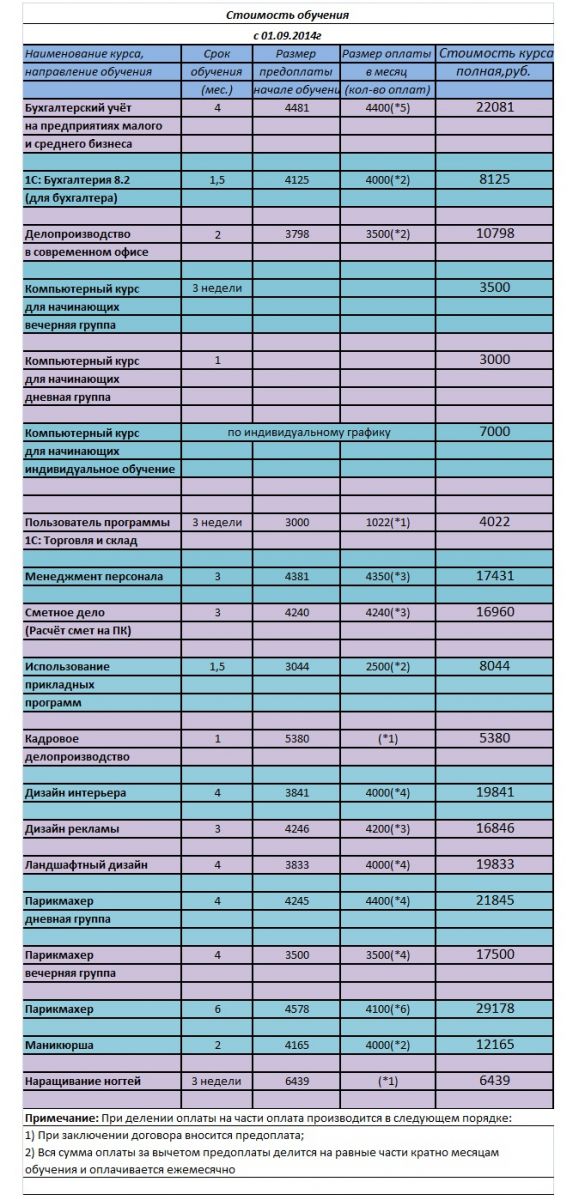 Стоимость обучения
с 01.09.2014г
Наименование курса, Срок Размер Размер оплаты Стоимость курса
направление обучения обучения предоплаты в месяц полная,руб.
(мес.) начале обучени (кол-во оплат)
Бухгалтерский учёт 4 4481 4400(*5) 22081
на предприятиях малого
и среднего бизнеса
1С: Бухгалтерия 8.2 1,5 4125 4000(*2) 8125
(для бухгалтера)
Делопроизводство 2 3798 3500(*2) 10798
в современном офисе
Компьютерный курс 3 недели 3500
для начинающих
вечерняя группа
Компьютерный курс 1 3000
для начинающих
дневная группа
Компьютерный курс по индивидуальному графику 7000
для начинающих
индивидуальное обучение
Пользователь программы 3 недели 3000 1022(*1) 4022
1С: Торговля и склад
Менеджмент персонала 3 4381 4350(*3) 17431
Сметное дело 3 4240 4240(*3) 16960
(Расчёт смет на ПК)
Использование 1,5 3044 2500(*2) 8044
прикладных
программ
Кадровое 1 5380 (*1) 5380
делопроизводство
Дизайн интерьера 4 3841 4000(*4) 19841
Дизайн рекламы 3 4246 4200(*3) 16846
Ландшафтный дизайн 4 3833 4000(*4) 19833
Парикмахер 4 4245 4400(*4) 21845
дневная группа
Парикмахер 4 3500 3500(*4) 17500
вечерняя группа
Парикмахер 6 4578 4100(*6) 29178
Маникюрша 2 4165 4000(*2) 12165
Наращивание ногтей 3 недели 6439 (*1) 6439
Примечание: При делении оплаты на части оплата производится в следующем порядке:
1) При заключении договора вносится предоплата;
2) Вся сумма оплаты за вычетом предоплаты делится на равные части кратно месяцам
обучения и оплачивается ежемесячно